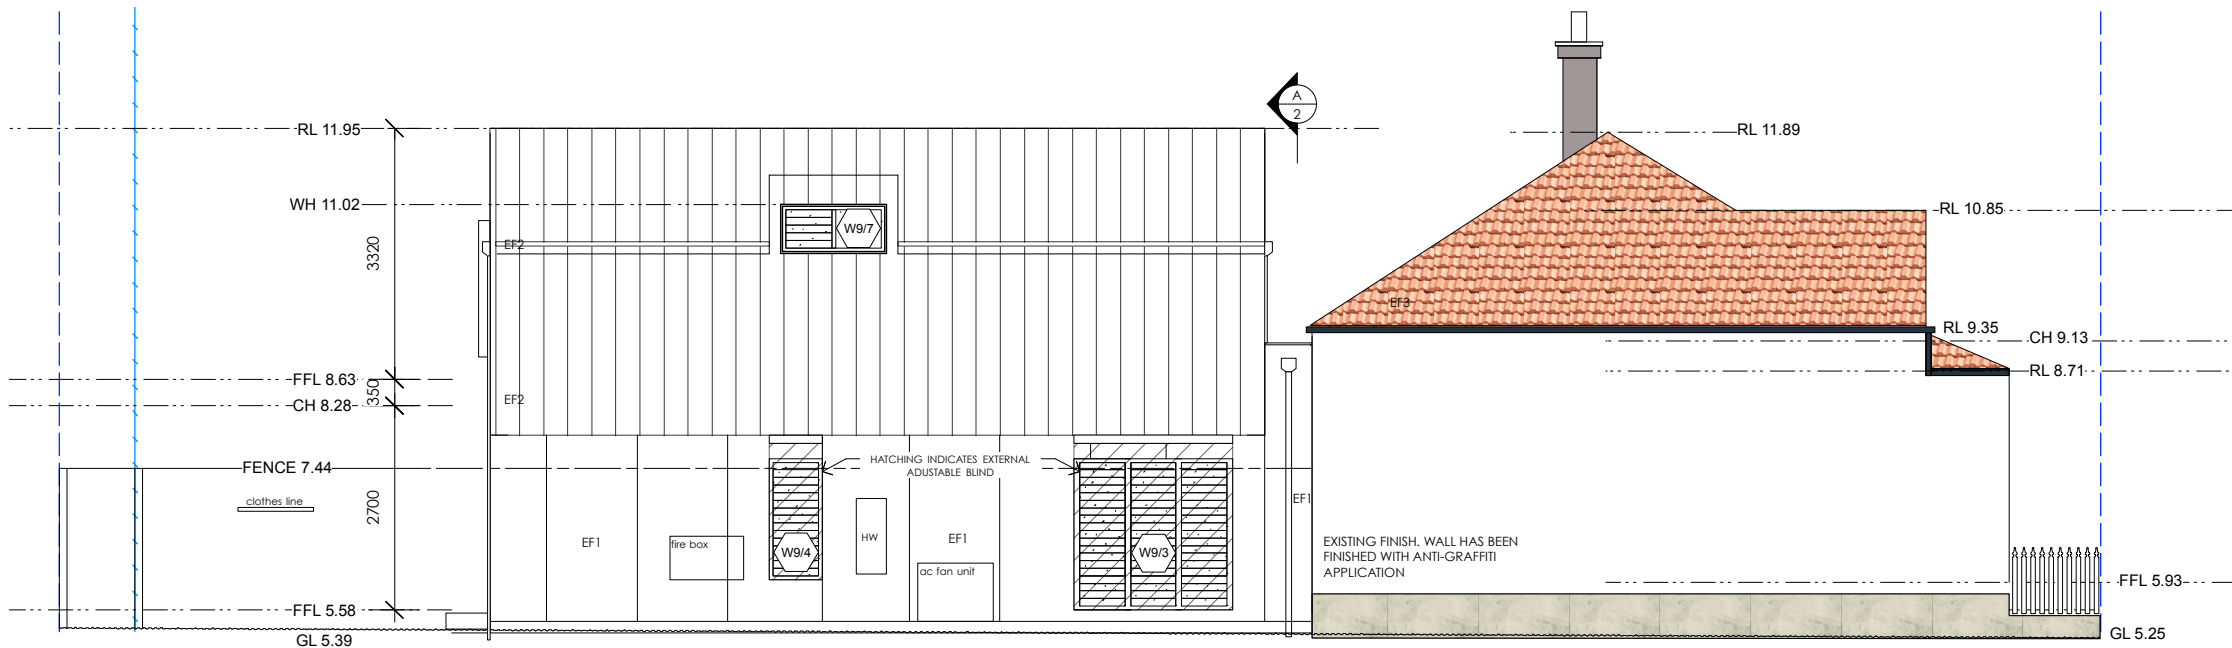 A
2
RL 11.95
RL 11.89
WH 11.02
RL 10.85
W9/7
EF2
3320
EF3
RL 9.35
CH 9.13
RL 8.71
FFL 8.63
350
CH 8.28
EF2
FENCE 7.44
HATCHING INDICATES EXTERNAL
ADUSTABLE BLIND
clothes line
2700
EF1
EF1
fire box
W9/4
HW
EF1
ac fan unit
W9/3
EXISTING FINISH. WALL HAS BEEN
FINISHED WITH ANTI-GRAFFITI
APPLICATION
FFL 5.93
FFL 5.58
GL 5.39
GL 5.25